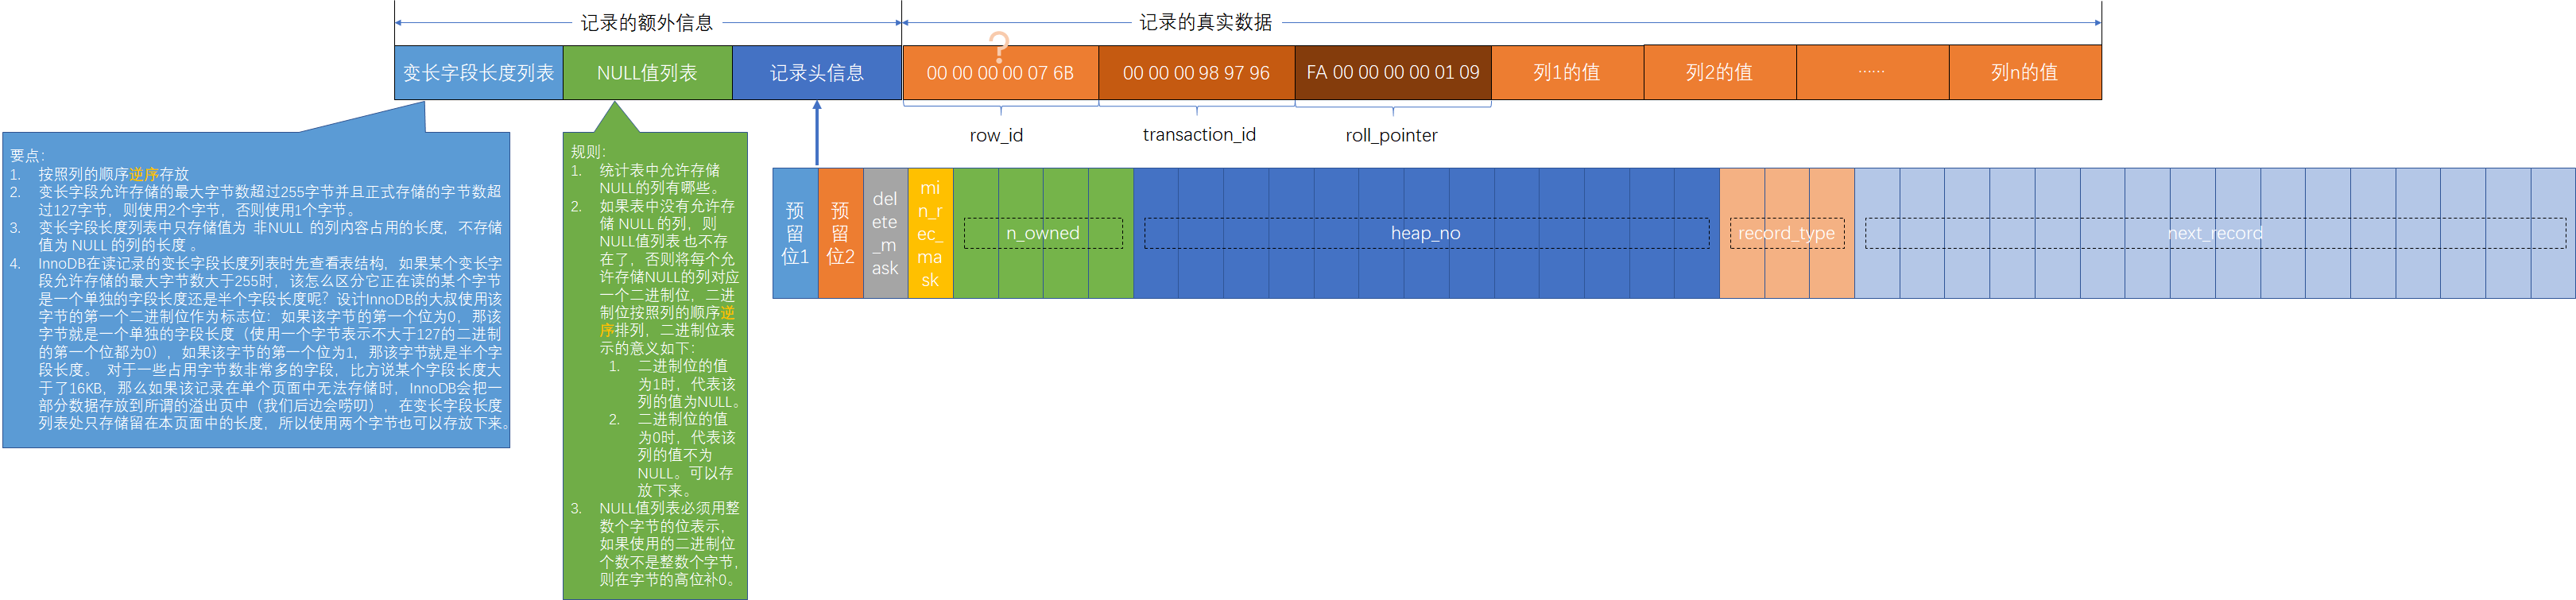 记录的额外信息
记录的真实数据
?
变长字段长度列表
NULL值列表
记录头信息
00 00 00 00 07 6B
00 00 00 98 97 96
FA 00 00 00 00 01 09
列1的值
列2的值
……
列n的值
row_id
transaction_id
roll_pointer
要点:
1. 按照列的顺序逆序存放
2. 变长字段允许存储的最大字节数超过255字节并且正式存储的字节数超
过127字节，则使用2个字节，否则使用1个字节。
3. 变长字段长度列表中只存储值为 非NULL 的列内容占用的长度，不存储
值为 NULL 的列的长度 。
4. InnoDB在读记录的变长字段长度列表时先查看表结构，如果某个变长字
段允许存储的最大字节数大于255时，该怎么区分它正在读的某个字节
是一个单独的字段长度还是半个字段长度呢？设计InnoDB的大叔使用该
字节的第一个二进制位作为标志位：如果该字节的第一个位为0，那该
字节就是一个单独的字段长度（使用一个字节表示不大于127的二进制
的第一个位都为0），如果该字节的第一个位为1，那该字节就是半个字
段长度。 对于一些占用字节数非常多的字段，比方说某个字段长度大
于了16KB，那么如果该记录在单个页面中无法存储时，InnoDB会把一
部分数据存放到所谓的溢出页中（我们后边会唠叨），在变长字段长度
列表处只存储留在本页面中的长度，所以使用两个字节也可以存放下来。
规则:
1. 统计表中允许存储
NULL的列有哪些。
2. 如果表中没有允许存
储 NULL 的列，则
NULL值列表 也不存
在了，否则将每个允
许存储NULL的列对应
一个二进制位，二进
制位按照列的顺序逆
序排列，二进制位表
示的意义如下：
1. 二进制位的值
为1时，代表该
列的值为NULL。
2. 二进制位的值
为0时，代表该
列的值不为
NULL。可以存
放下来。
3. NULL值列表必须用整
数个字节的位表示，
如果使用的二进制位
个数不是整数个字节，
则在字节的高位补0。
预
留
位1
预
留
位2
del
ete
_m
ask
mi
n_r
ec_
ma
sk
n_owned
heap_no
record_type
next_record